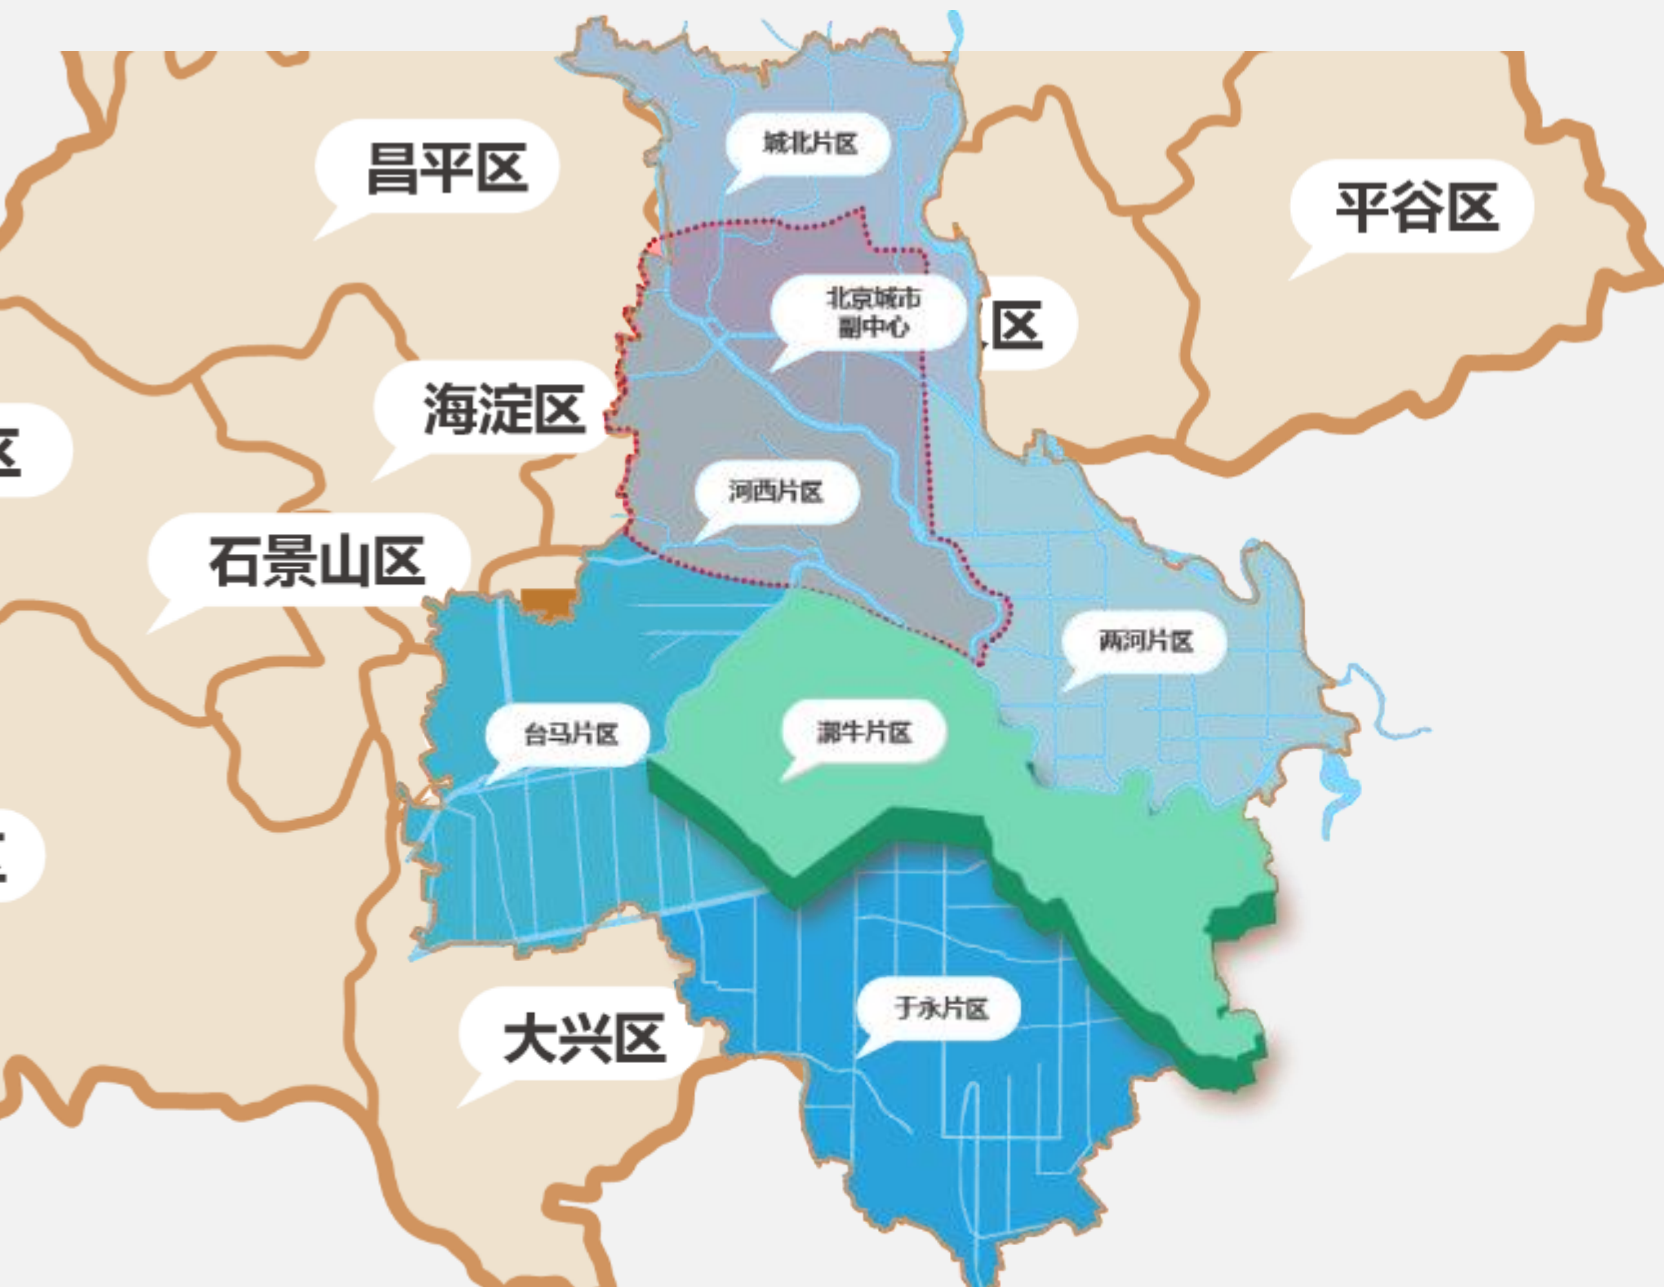 城北片区
昌平区
平谷区
北京城市
副中心
区
海淀区
区
河西片区
石景山区
两河片区
台马片区
漷牛片区
于永片区
大兴区